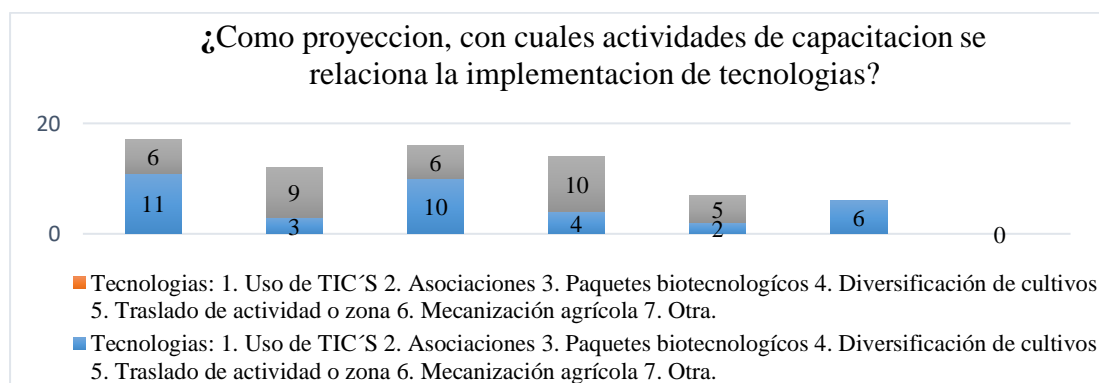 ¿Como proyeccion, con cuales actividades de capacitacion se
relaciona la implementacion de tecnologias?
20
6
9
6
10
5
11
3
10
4
2
6
0
0
Tecnologias: 1. Uso de TIC´S 2. Asociaciones 3. Paquetes biotecnologícos 4. Diversificación de cultivos
5. Traslado de actividad o zona 6. Mecanización agrícola 7. Otra.
Tecnologias: 1. Uso de TIC´S 2. Asociaciones 3. Paquetes biotecnologícos 4. Diversificación de cultivos
5. Traslado de actividad o zona 6. Mecanización agrícola 7. Otra.